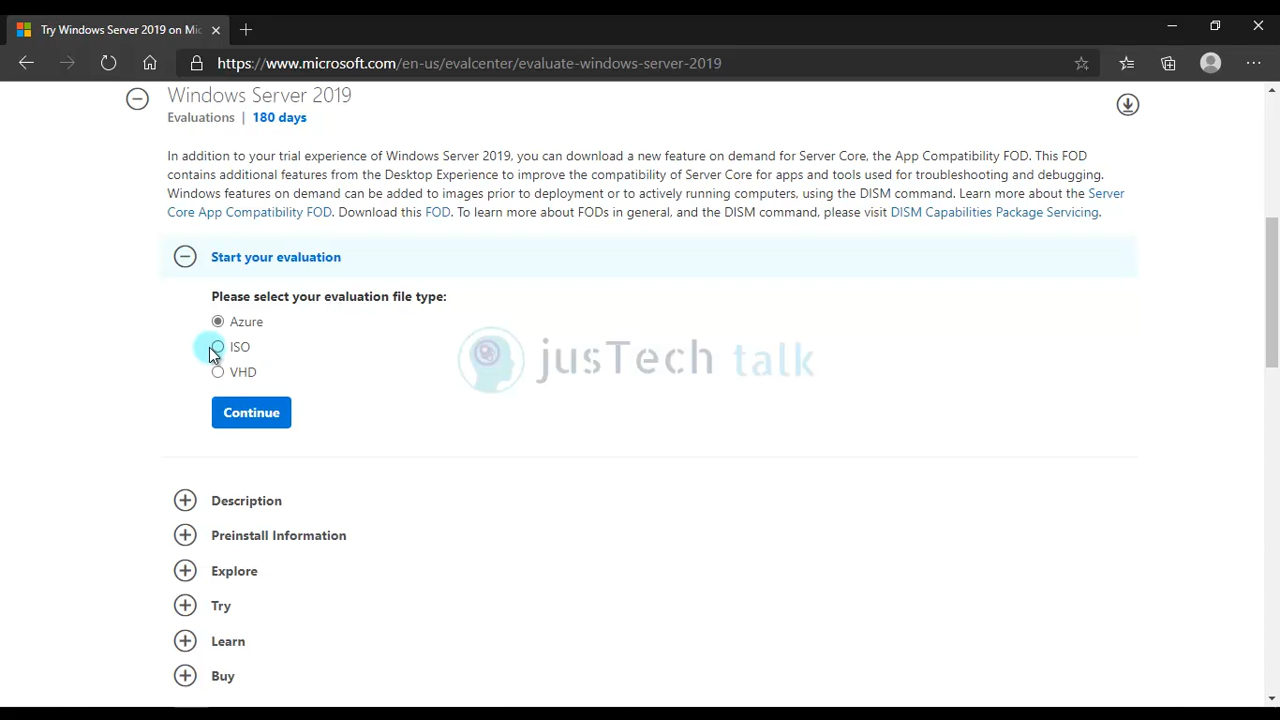 Try Windows Server 2019 on Mic
https://www.microsoft.com/en-us/evalcenter/evaluate-windows-server-2019
Windows Server 2019
Evaluations | 180 days
In addition to your trial experience of Windows Server 2019, you can download a new feature on demand for Server Core, the App Compatibility FOD. This FOD
contains additional features from the Desktop Experience to improve the compatibility of Server Core for apps and tools used for troubleshooting and debugging.
Windows features on demand can be added to images prior to deployment or to actively running computers, using the DISM command. Learn more about the Server
Core App Compatibility FOD. Download this FOD. To learn more about FODs in general, and the DISM command, please visit DISM Capabilities Package Servicing.
Start your evaluation
Please select your evaluation file type:
Azure
ISO
VHD
jusTech talk
Continue
Description
Preinstall Information
Explore
Try
Learn
Buy